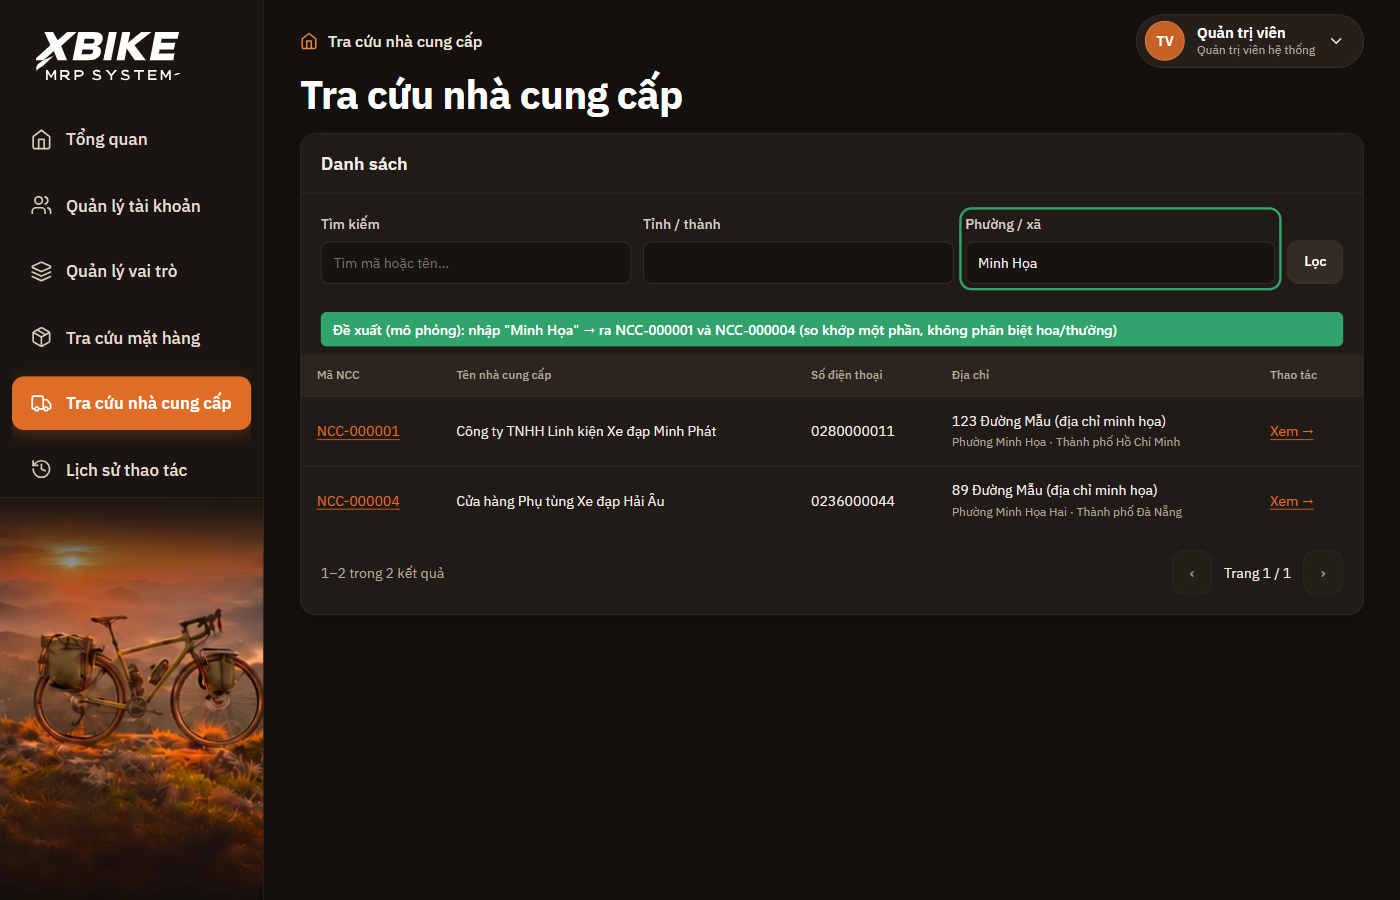 XBIKE
MRP SYSTEM
Tổng quan
Quản lý tài khoản
Quản lý vai trò
Tra cứu mặt hàng
Tra cứu nhà cung cấp
Lịch sử thao tác
Tra cứu nhà cung cấp
TV
Quản trị viên
Quản trị viên hệ thống
Tra cứu nhà cung cấp
Danh sách
Tìm kiếm
Tỉnh / thành
Phường / xã
Tìm mã hoặc tên...
Minh Họa
Lọc
Đề xuất (mô phỏng): nhập "Minh Họa" → ra NCC-000001 và NCC-000004 (so khớp một phần, không phân biệt hoa/thường)
Mã NCC Tên nhà cung cấp Số điện thoại Địa chỉ Thao tác
NCC-000001 Công ty TNHH Linh kiện Xe đạp Minh Phát 0280000011 123 Đường Mẫu (địa chỉ minh họa) Xem →
Phường Minh Họa · Thành phố Hồ Chí Minh
NCC-000004 Cửa hàng Phụ tùng Xe đạp Hải Âu 0236000044 89 Đường Mẫu (địa chỉ minh họa) Xem →
Phường Minh Họa Hai · Thành phố Đà Nẵng
1–2 trong 2 kết quả
‹ Trang 1 / 1 ›